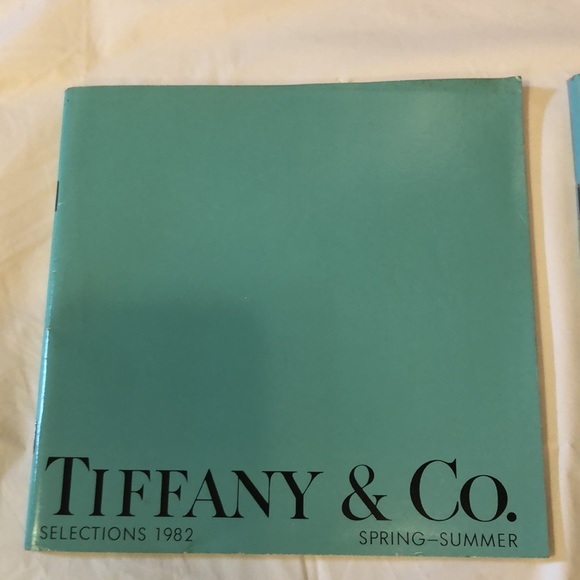 TIFFANY & CO.
SELECTIONS 1982 SPRING–SUMMER